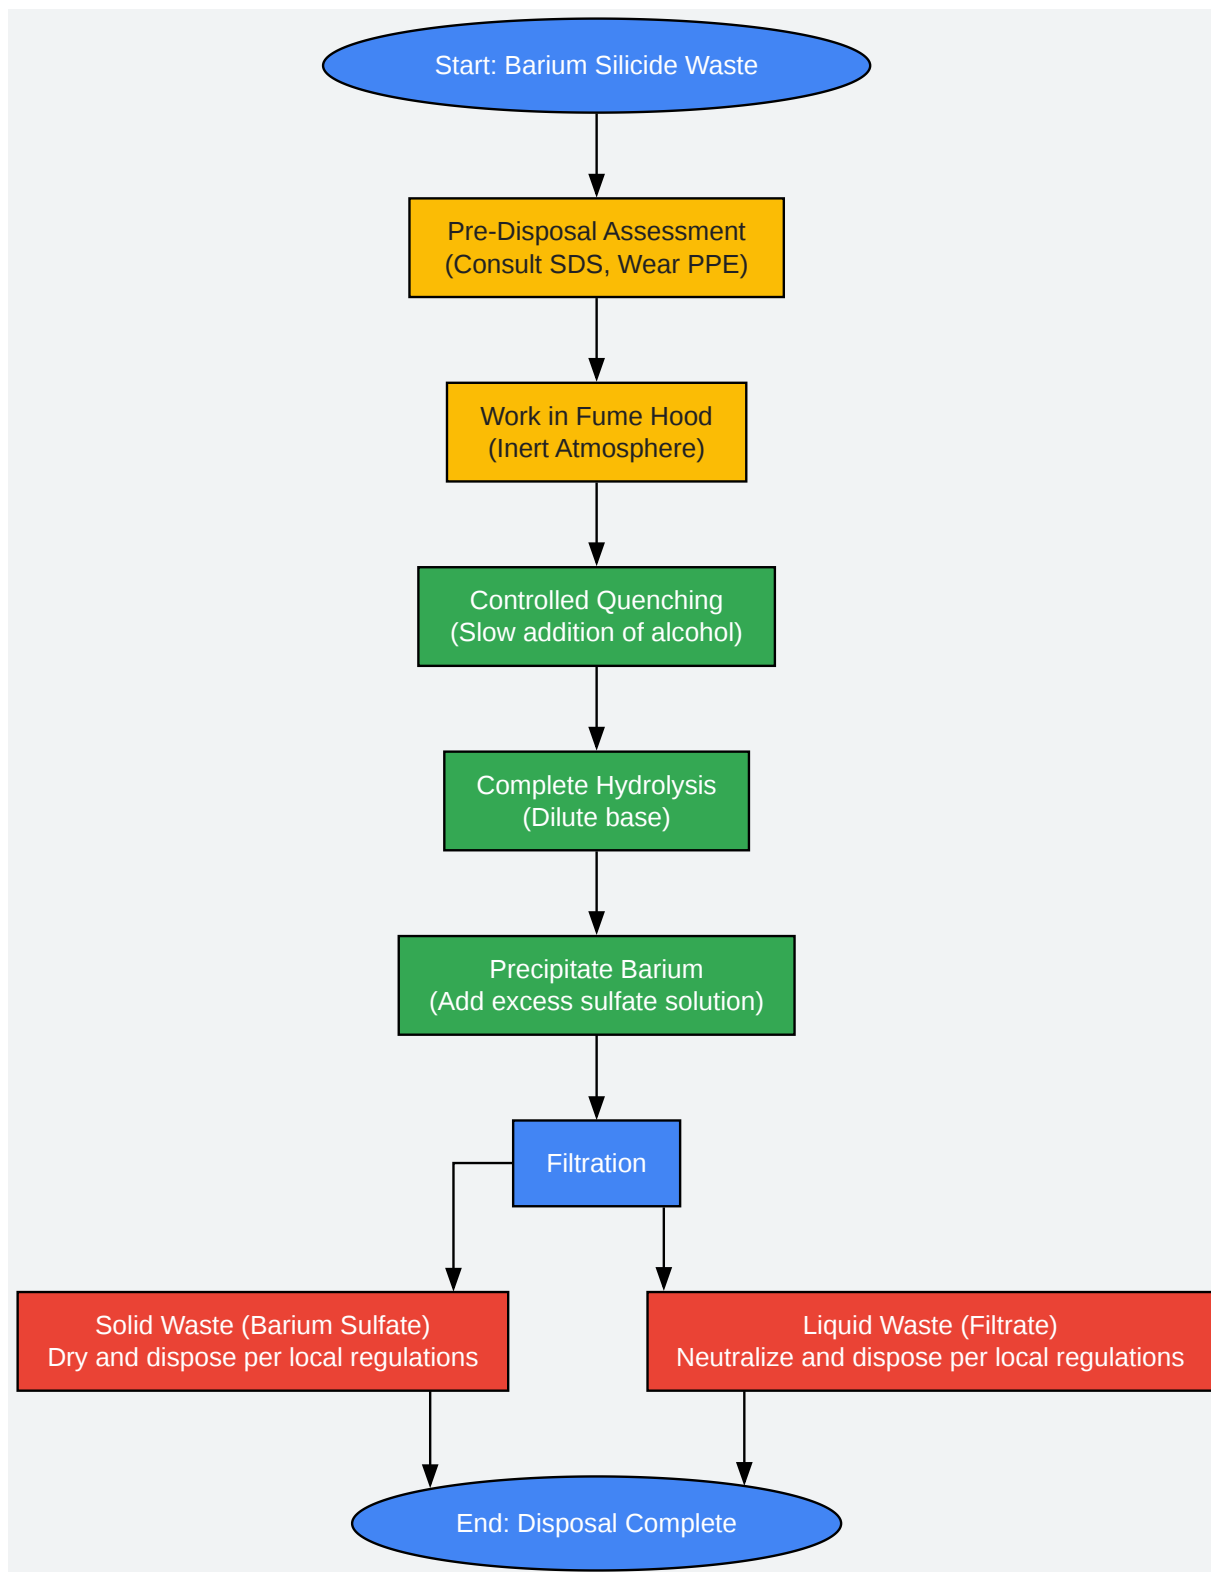 Start: Barium Silicide Waste
Pre-Disposal Assessment
(Consult SDS, Wear PPE)
Work in Fume Hood
(Inert Atmosphere)
Controlled Quenching
(Slow addition of alcohol)
Complete Hydrolysis
(Dilute base)
Precipitate Barium
(Add excess sulfate solution)
Filtration
Solid Waste (Barium Sulfate)
Dry and dispose per local regulations
Liquid Waste (Filtrate)
Neutralize and dispose per local regulations
End: Disposal Complete